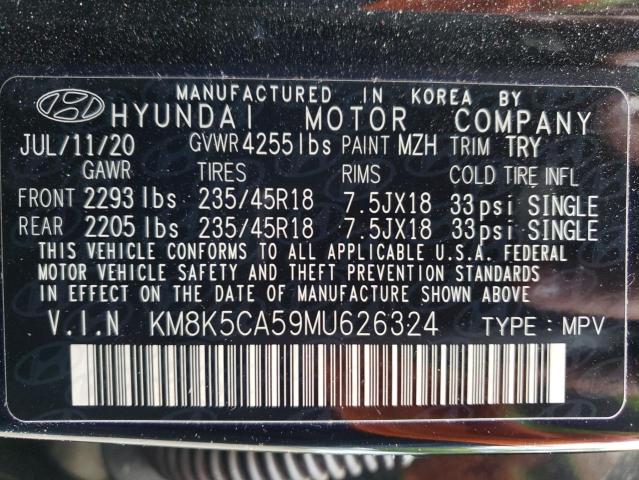 MANUFACTURED IN KOREA BY
HYUNDAI MOTOR COMPANY
JUL/11/20 GVWR 4255lbs PAINT MZH TRIM TRY
GAWR TIRES RIMS COLD TIRE INFL
FRONT 2293 lbs 235/45R18 7.5JX18 33psi SINGLE
REAR 2205 lbs 235/45R18 7.5JX18 33psi SINGLE
THIS VEHICLE CONFORMS TO ALL APPLICABLE U.S.A. FEDERAL
MOTOR VEHICLE SAFETY AND THEFT PREVENTION STANDARDS
IN EFFECT ON THE DATE OF MANUFACTURE SHOWN ABOVE.
V.I.N KM8K5CA59MU626324 TYPE : MPV